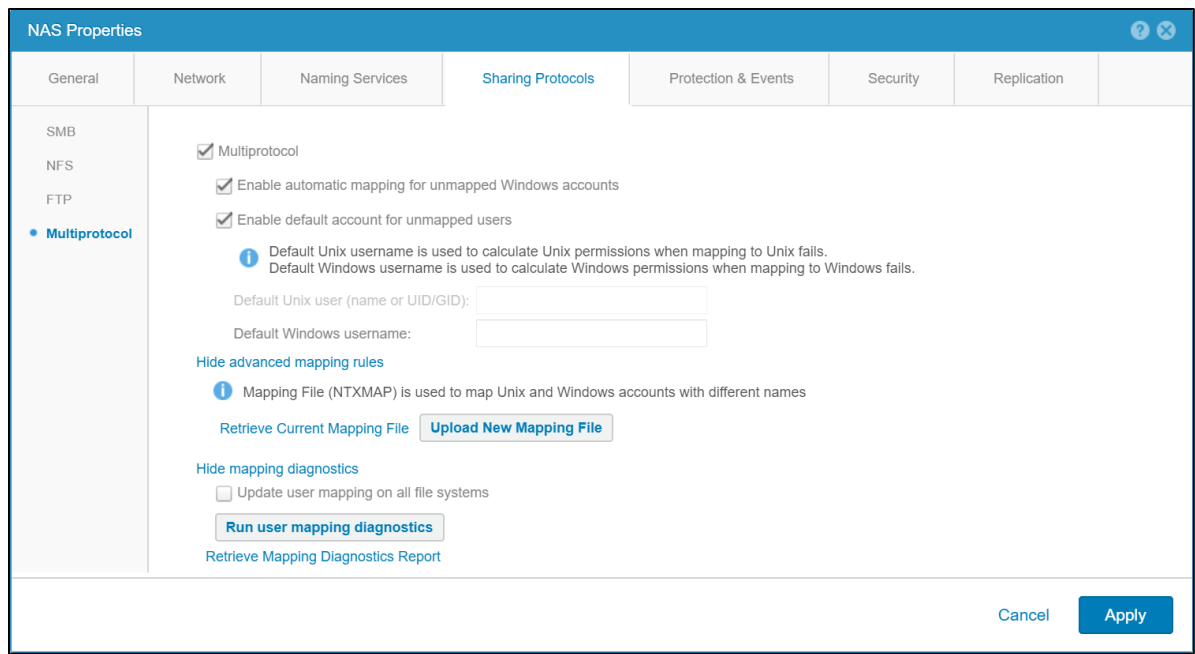 NAS Properties
General Network Naming Services Sharing Protocols Protection & Events Security Replication
SMB
NFS
FTP
Multiprotocol
Multiprotocol
Enable automatic mapping for unmapped Windows accounts
Enable default account for unmapped users
Default Unix username is used to calculate Unix permissions when mapping to Unix fails.
Default Windows username is used to calculate Windows permissions when mapping to Windows fails.
Default Unix user (name or UID/GID):
Default Windows username:
Hide advanced mapping rules
Mapping File (NTXMAP) is used to map Unix and Windows accounts with different names
Retrieve Current Mapping File Upload New Mapping File
Hide mapping diagnostics
Update user mapping on all file systems
Run user mapping diagnostics
Retrieve Mapping Diagnostics Report
Cancel Apply